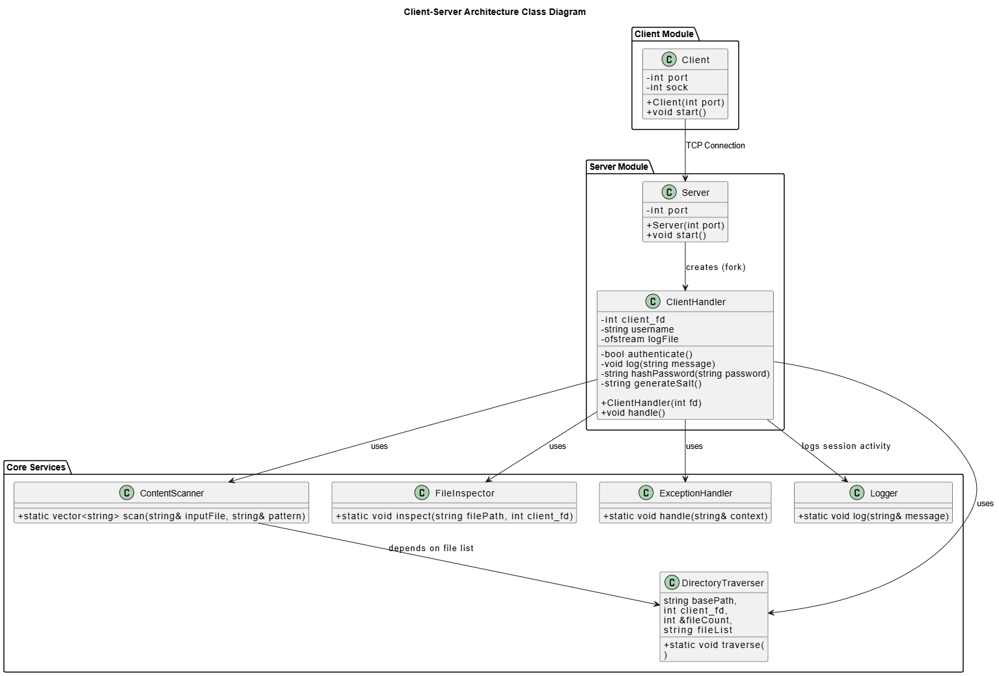 Client-Server Architecture Class Diagram
Client Module
C Client
-int port
-int sock
+Client(int port)
+void start()
TCP Connection
Server Module
C Server
-int port
+Server(int port)
+void start()
creates (fork)
C ClientHandler
-int client_fd
-string username
-ofstream logFile
-bool authenticate()
-void log(string message)
-string hashPassword(string password)
-string generateSalt()
+ClientHandler(int fd)
+void handle()
uses
uses
uses
logs session activity
uses
Core Services
C ContentScanner
+static vector<string> scan(string& inputFile, string& pattern)
C FileInspector
+static void inspect(string filePath, int client_fd)
C ExceptionHandler
+static void handle(string& context)
C Logger
+static void log(string& message)
depends on file list
C DirectoryTraverser
string basePath,
int client_fd,
int &fileCount,
string fileList
+static void traverse(
)